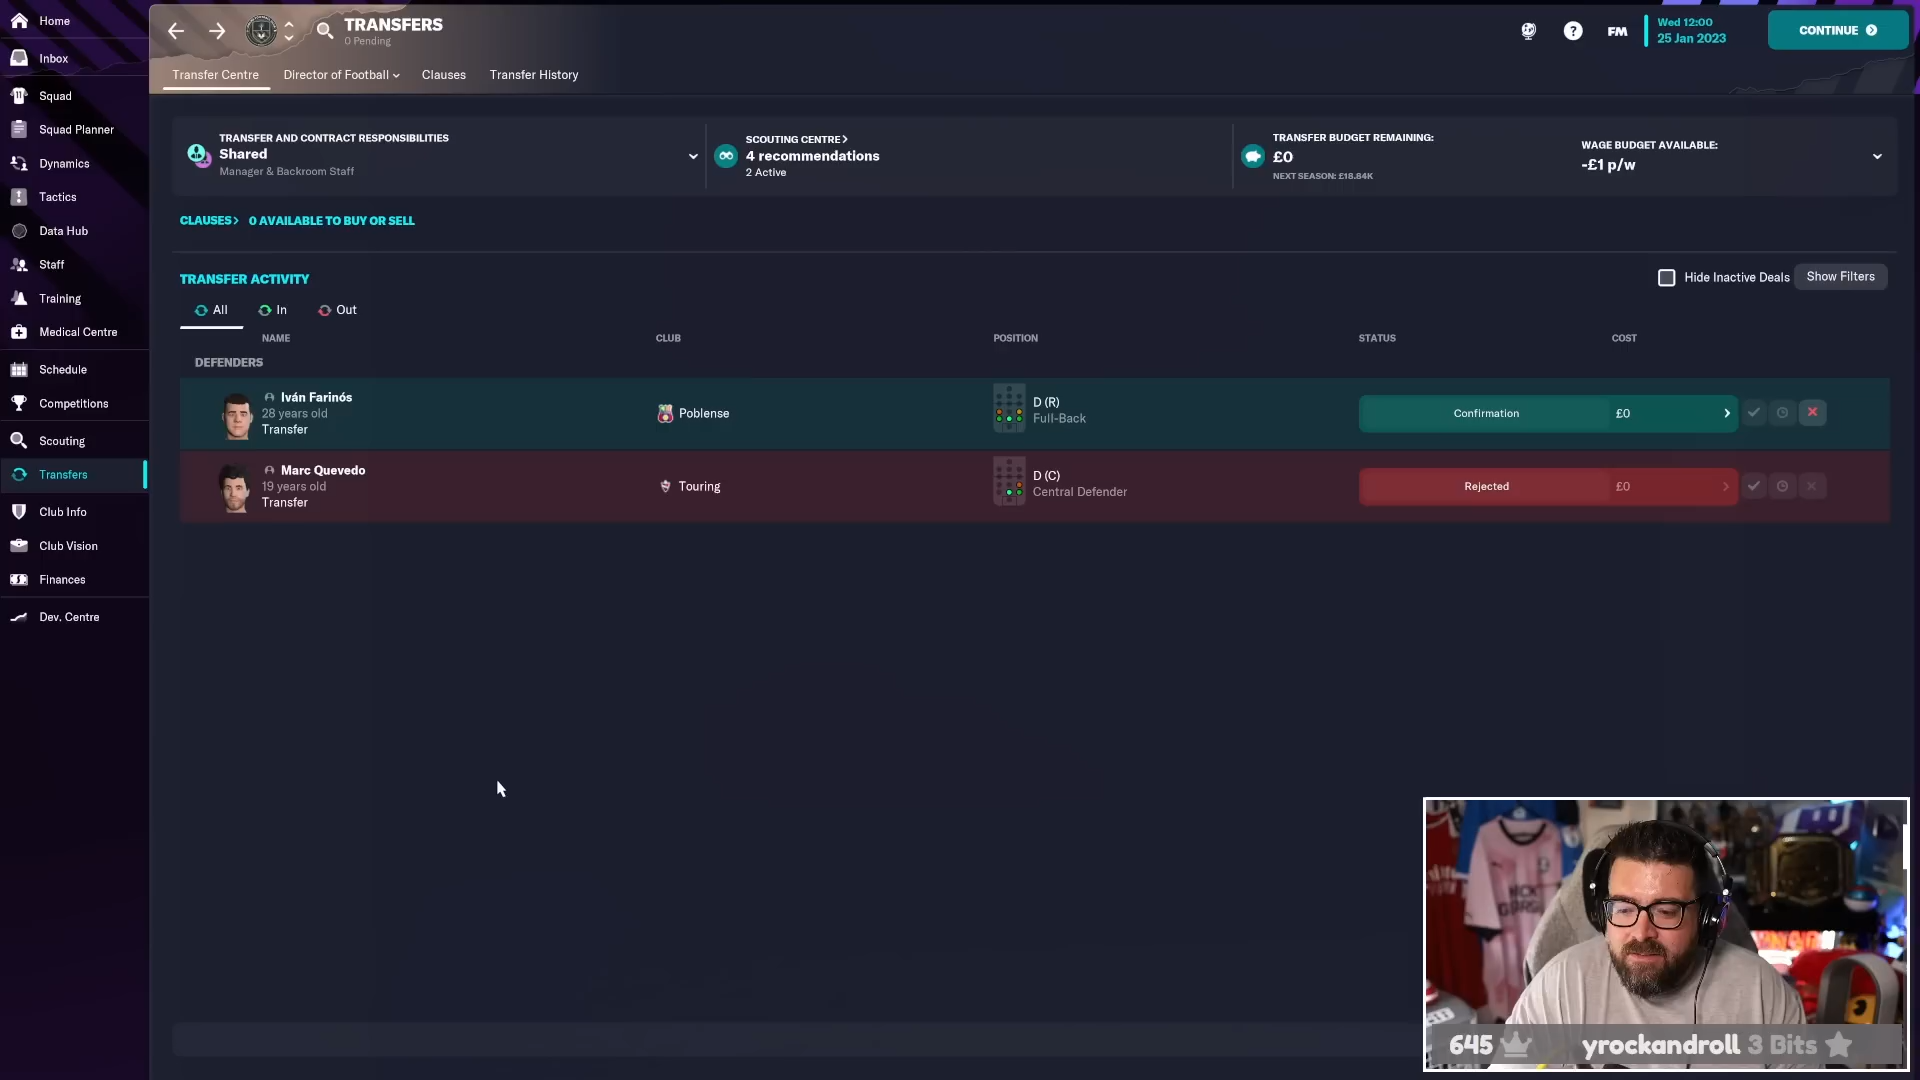 Home
Inbox
Squad
Squad Planner
Dynamics
Tactics
Data Hub
Staff
Training
Medical Centre
Schedule
Competitions
Scouting
Transfers
Club Info
Club Vision
Finances
Dev. Centre
TRANSFERS
0 Pending
FM
Wed 12:00
25 Jan 2023
CONTINUE
Transfer Centre
Director of Football
Clauses
Transfer History
TRANSFER AND CONTRACT RESPONSIBILITIES
Shared
Manager & Backroom Staff
SCOUTING CENTRE>
4 recommendations
2 Active
TRANSFER BUDGET REMAINING:
£0
NEXT SEASON: £18.84K
WAGE BUDGET AVAILABLE:
-£1 p/w
CLAUSES> 0 AVAILABLE TO BUY OR SELL
TRANSFER ACTIVITY
Hide Inactive Deals
Show Filters
All
In
Out
NAME CLUB POSITION STATUS COST
DEFENDERS
Iván Farinós
28 years old
Transfer
Poblense
D (R)
Full-Back
Confirmation
£0
Marc Quevedo
19 years old
Transfer
Touring
D (C)
Central Defender
Rejected
£0
645 yrockandroll 3 Bits